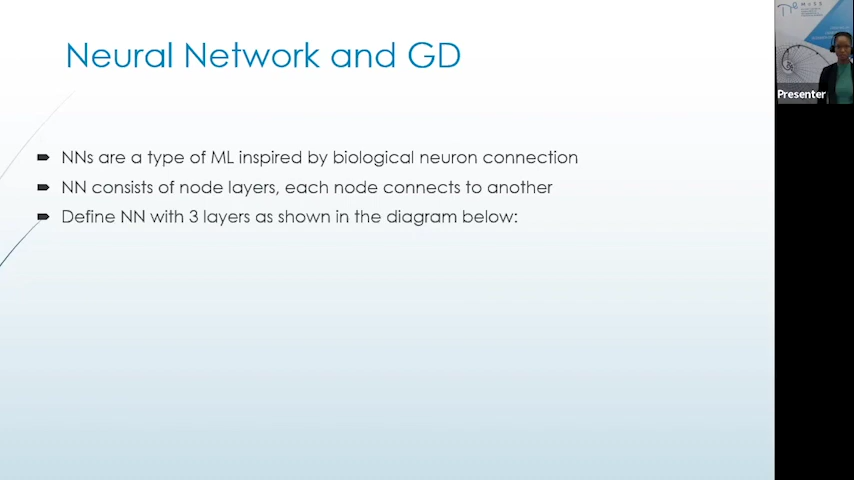 Neural Network and GD
NNs are a type of ML inspired by biological neuron connection
NN consists of node layers, each node connects to another
Define NN with 3 layers as shown in the diagram below:
Presenter